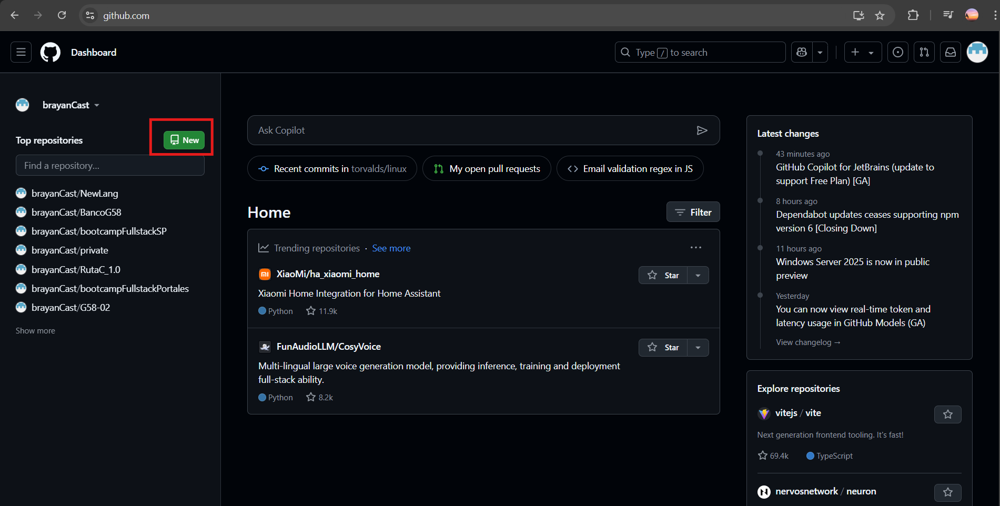 github.com
Dashboard
Type / to search
brayanCast
Top repositories
New
Find a repository...
brayanCast/NewLang
brayanCast/BancoG58
brayanCast/bootcampFullstackSP
brayanCast/private
brayanCast/RutaC_1.0
brayanCast/bootcampFullstackPortales
brayanCast/G58-02
Show more
Ask Copilot
Recent commits in torvalds/linux
My open pull requests
Email validation regex in JS
Home
Filter
Trending repositories · See more
XiaoMi/ha_xiaomi_home
Star
Xiaomi Home Integration for Home Assistant
Python
11.9k
FunAudioLLM/CosyVoice
Star
Multi-lingual large voice generation model, providing inference, training and deployment
full-stack ability.
Python
8.2k
Latest changes
43 minutes ago
GitHub Copilot for JetBrains (update to
support Free Plan) [GA]
8 hours ago
Dependabot updates ceases supporting npm
version 6 [Closing Down]
11 hours ago
Windows Server 2025 is now in public
preview
Yesterday
You can now view real-time token and
latency usage in GitHub Models (GA)
View changelog →
Explore repositories
vitejs / vite
Next generation frontend tooling. It's fast!
69.4k
TypeScript
nervosnetwork / neuron